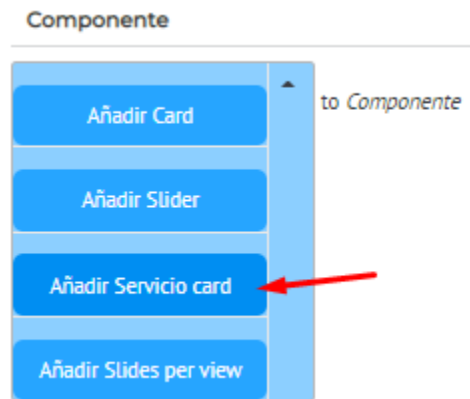 Componente
Añadir Card
to Componente
Añadir Slider
Añadir Servicio card
Añadir Slides per view